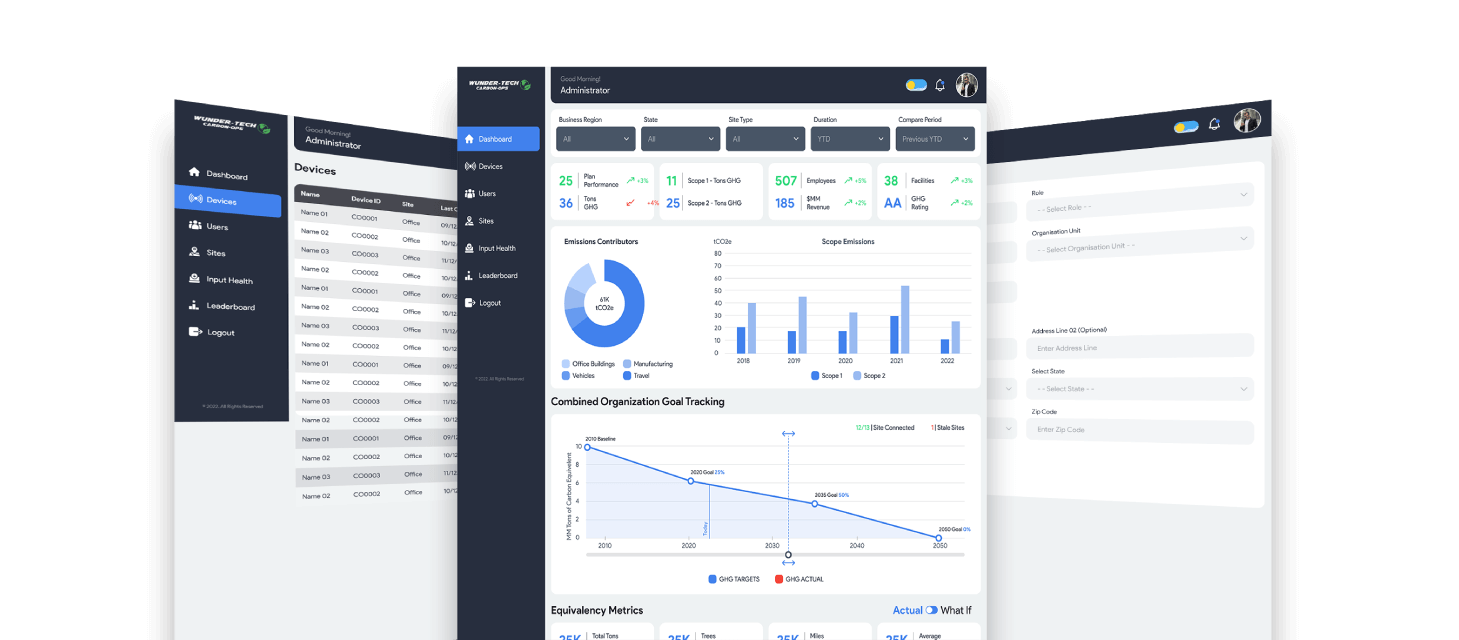 WUNDER-TECH
CARBON-OPS
Dashboard
Devices
Users
Sites
Input Health
Leaderboard
Logout
© 2022. All Rights Reserved
Good Morning!
Administrator
Devices
Name Device ID Site
Name 01 CO0001 Office 09/12
Name 02 CO0002 Office 10/12
Name 03 CO0003 Office 11/12
Name 02 CO0002 Office 10/12
Name 01 CO0001 Office 09/12
Name 02 CO0002 Office 10/12
Name 03 CO0003 Office 11/12
Name 02 CO0002 Office 10/12
Name 01 CO0001 Office 09/12
Name 02 CO0002 Office 10/12
Name 03 CO0003 Office 11/12
Name 02 CO0002 Office 10/12
Name 01 CO0001 Office 09/12
Name 02 CO0002 Office 10/12
Name 03 CO0003 Office 11/12
Name 02 CO0002 Office 10/12
WUNDER-TECH
CARBON-OPS
Dashboard
Devices
Users
Sites
Input Health
Leaderboard
Logout
© 2022. All Rights Reserved
Good Morning!
Administrator
Business Region State Site Type Duration Compare Period
All All All YTD Previous YTD
25 Plan Performance +3%
36 Tons GHG +4%
11 Scope 1 - Tons GHG
25 Scope 2 - Tons GHG
507 Employees +5%
185 $MM Revenue +2%
38 Facilities +3%
AA GHG Rating +2%
Emissions Contributors
61K
tCO2e
Office Buildings Manufacturing
Vehicles Travel
tCO2e Scope Emissions
80
70
60
50
40
30
20
10
0
2018 2019 2020 2021 2022
Scope 1 Scope 2
Combined Organization Goal Tracking
12/13 | Site Connected 1 | Stale Sites
MM Tons of Carbon Equivalent
10
8
6
4
2
0
2010 Baseline
2020 Goal 25%
Today
2035 Goal 50%
2050 Goal 0%
2010 2020 2030 2040 2050
GHG TARGETS GHG ACTUAL
Equivalency Metrics
Actual What If
25K Total Tons
25K Trees
25K Miles
25K Average
Role
- - Select Role - -
Organisation Unit
- - Select Organisation Unit - -
Address Line 02 (Optional)
Enter Address Line
Select State
- - Select State - -
Zip Code
Enter Zip Code